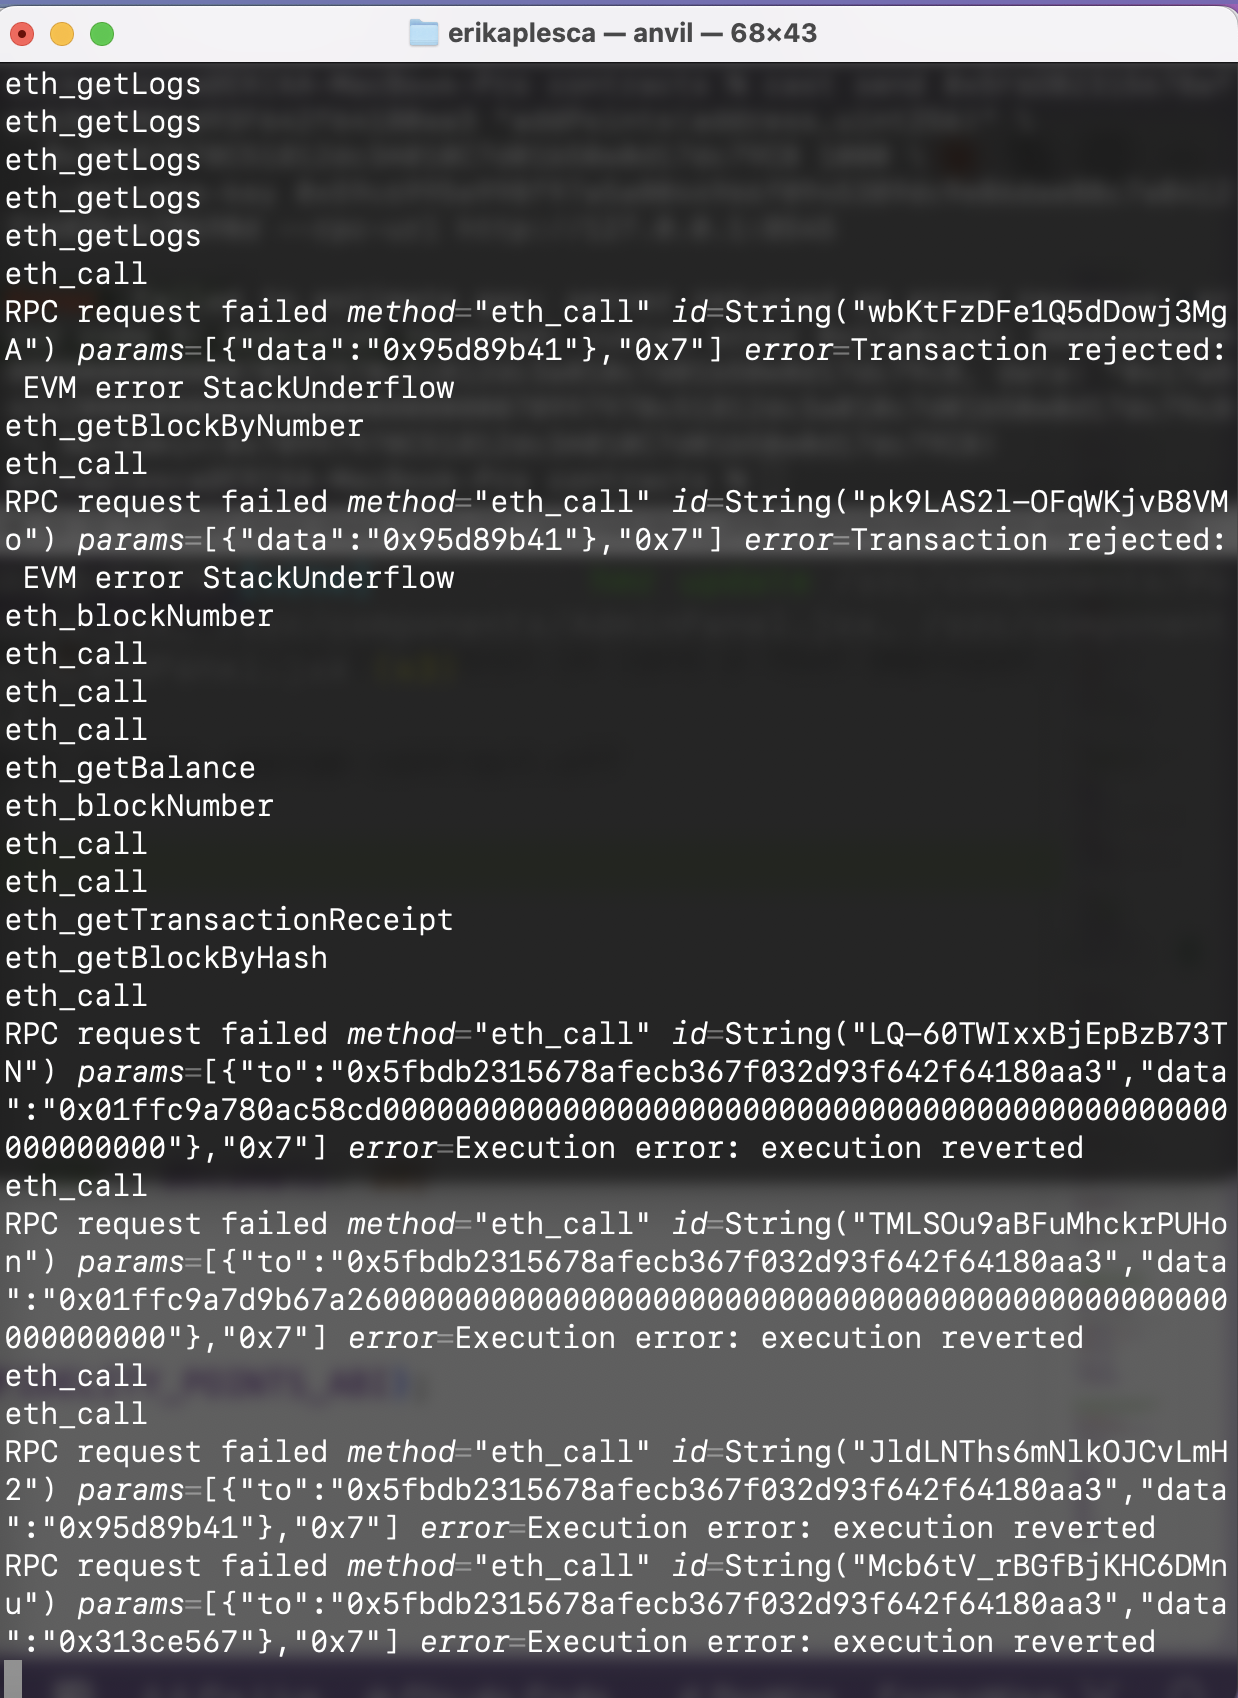 erikaplesca — anvil — 68×43
eth_getLogs
eth_getLogs
eth_getLogs
eth_getLogs
eth_getLogs
eth_call
RPC request failed method="eth_call" id=String("wbKtFzDFe1Q5dDowj3Mg
A") params=[{"data":"0x95d89b41"},"0x7"] error=Transaction rejected:
EVM error StackUnderflow
eth_getBlockByNumber
eth_call
RPC request failed method="eth_call" id=String("pk9LAS2l-OFqWKjvB8VM
o") params=[{"data":"0x95d89b41"},"0x7"] error=Transaction rejected:
EVM error StackUnderflow
eth_blockNumber
eth_call
eth_call
eth_call
eth_getBalance
eth_blockNumber
eth_call
eth_call
eth_getTransactionReceipt
eth_getBlockByHash
eth_call
RPC request failed method="eth_call" id=String("LQ-60TWIxxBjEpBzB73T
N") params=[{"to":"0x5fbdb2315678afecb367f032d93f642f64180aa3","data
":"0x01ffc9a780ac58cd00000000000000000000000000000000000000000000000
000000000"},"0x7"] error=Execution error: execution reverted
eth_call
RPC request failed method="eth_call" id=String("TMLSOu9aBFuMhckrPUHo
n") params=[{"to":"0x5fbdb2315678afecb367f032d93f642f64180aa3","data
":"0x01ffc9a7d9b67a2600000000000000000000000000000000000000000000000
000000000"},"0x7"] error=Execution error: execution reverted
eth_call
eth_call
RPC request failed method="eth_call" id=String("JldLNThs6mNlkOJCvLmH
2") params=[{"to":"0x5fbdb2315678afecb367f032d93f642f64180aa3","data
":"0x95d89b41"},"0x7"] error=Execution error: execution reverted
RPC request failed method="eth_call" id=String("Mcb6tV_rBGfBjKHC6DMn
u") params=[{"to":"0x5fbdb2315678afecb367f032d93f642f64180aa3","data
":"0x313ce567"},"0x7"] error=Execution error: execution reverted